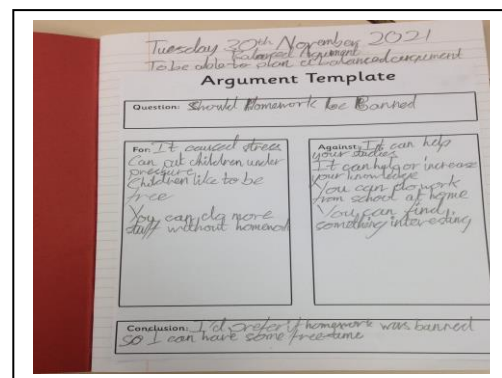 Tuesday 30th November 2021
Balanced Argument
To be able to plan a balanced argument
Argument Template
Question: Should Homework be Banned
For: It caused stress
Can put children under
pressure
Children like to be
free
You can do more
stuff without homework
Against: It can help
your studies
It can help or increase
your knowledge
You can do work
from school at home
You can find
something interesting
Conclusion: I'd prefer if homework was banned
so I can have some free time